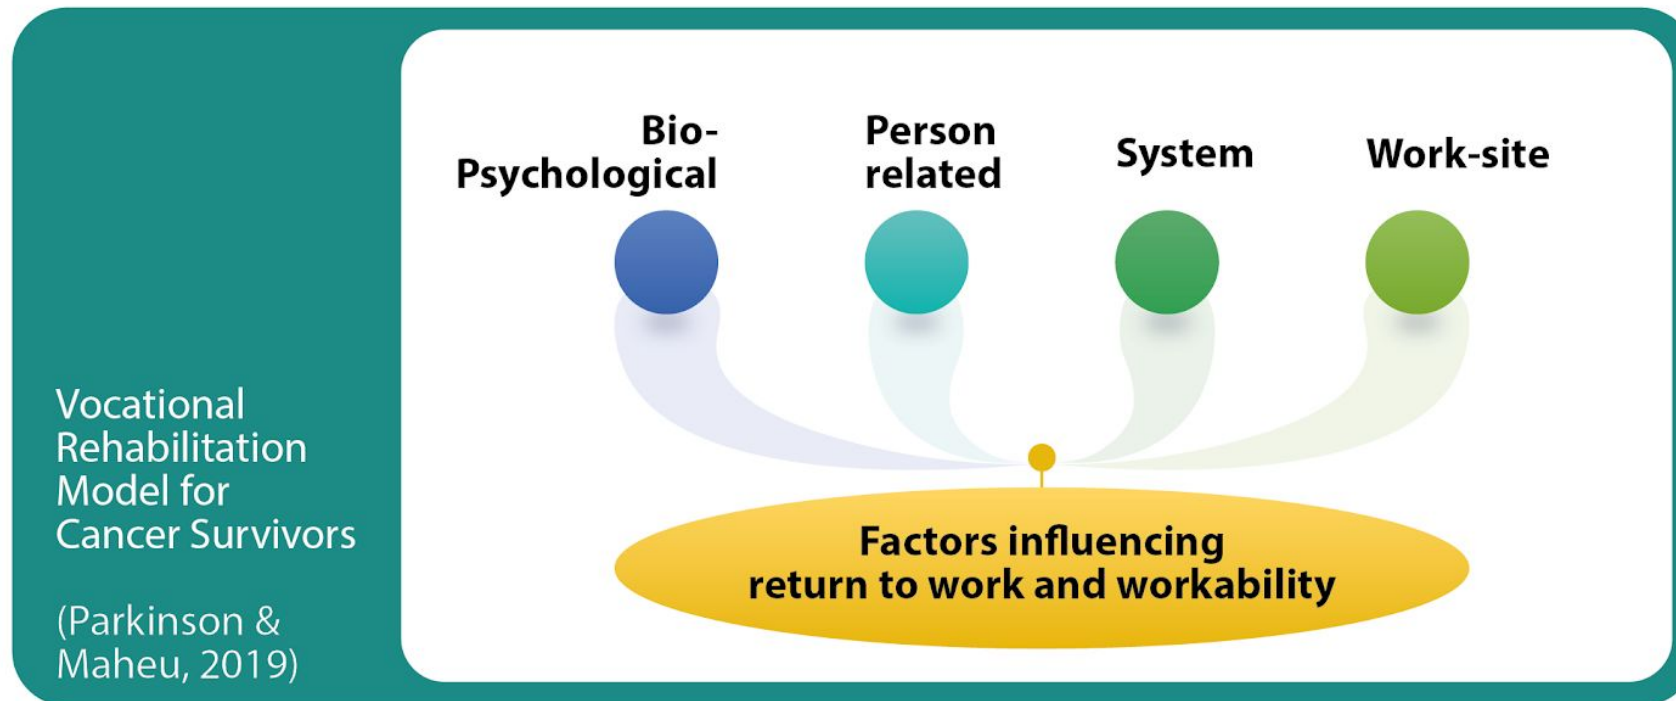 Vocational
Rehabilitation
Model for
Cancer Survivors
(Parkinson &
Maheu, 2019)
Bio-
Psychological
Person
related
System
Work-site
Factors influencing
return to work and workability